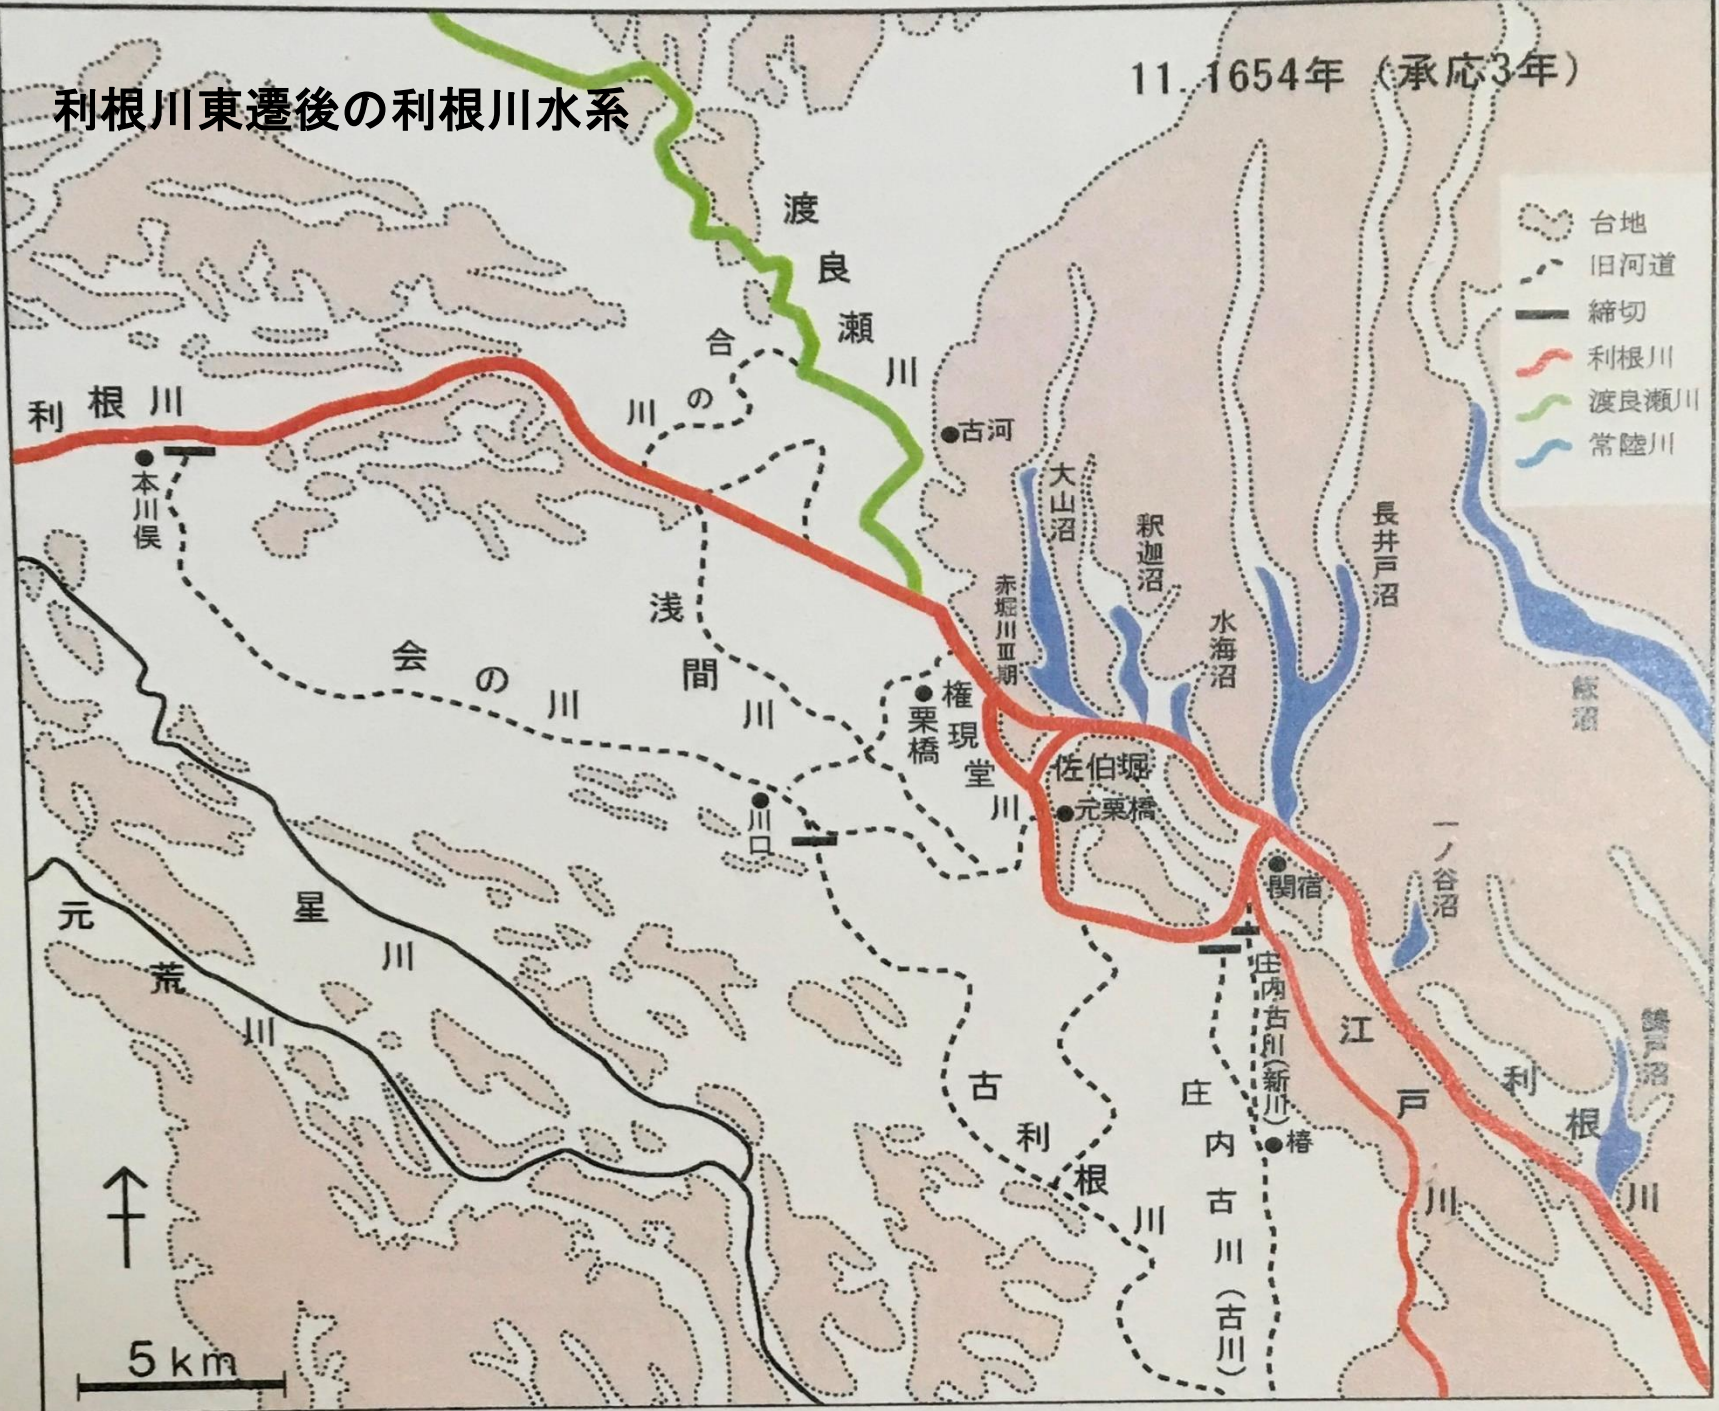 利根川東遷後の利根川水系
11. 1654年（承応3年）
台地
旧河道
締切
利根川
渡良瀬川
常陸川
渡良瀬川
合の川
利根川
本川俣
古河
大山沼
釈迦沼
長井戸沼
水海沼
赤堀川Ⅲ期
浅間川
会の川
栗橋
権現堂川
佐伯堀
元栗橋
川口
関宿
一ノ谷沼
飯沼
鵠戸沼
星川
元荒川
庄内古川(新川)
江戸川
利根川
椿
古利根川
庄内古川(古川)
5km